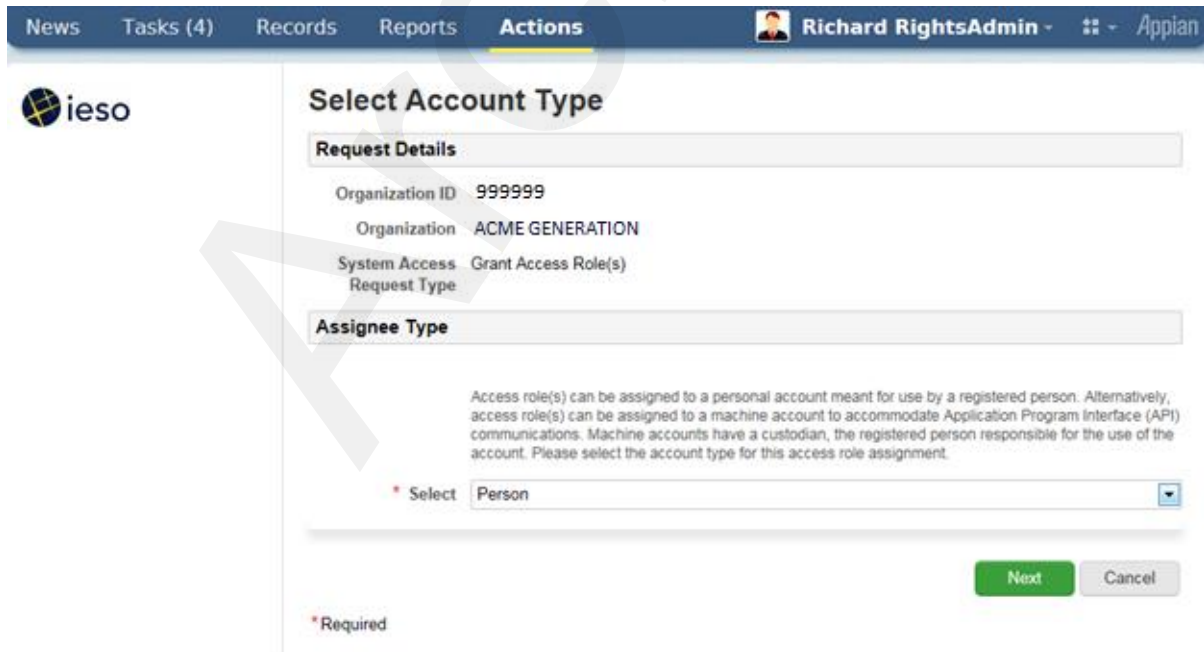 News Tasks (4) Records Reports Actions Richard RightsAdmin Appian
ieso
Select Account Type
Request Details
Organization ID 999999
Organization ACME GENERATION
System Access Grant Access Role(s)
Request Type
Assignee Type
Access role(s) can be assigned to a personal account meant for use by a registered person. Alternatively,
access role(s) can be assigned to a machine account to accommodate Application Program Interface (API)
communications. Machine accounts have a custodian, the registered person responsible for the use of the
account. Please select the account type for this access role assignment.
* Select Person
Next Cancel
*Required